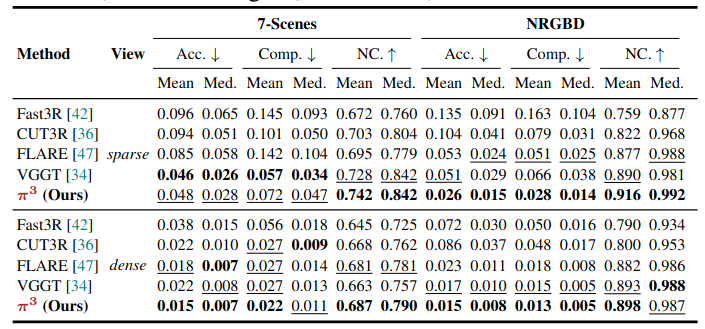 7-Scenes NRGBD
Method View Acc. ↓ Comp. ↓ NC. ↑ Acc. ↓ Comp. ↓ NC. ↑
Mean Med. Mean Med. Mean Med. Mean Med. Mean Med. Mean Med.
Fast3R [42] 0.096 0.065 0.145 0.093 0.672 0.760 0.135 0.091 0.163 0.104 0.759 0.877
CUT3R [36] 0.094 0.051 0.101 0.050 0.703 0.804 0.104 0.041 0.079 0.031 0.822 0.968
FLARE [47] sparse 0.085 0.058 0.142 0.104 0.695 0.779 0.053 0.024 0.051 0.025 0.877 0.988
VGGT [34] 0.046 0.026 0.057 0.034 0.728 0.842 0.051 0.029 0.066 0.038 0.890 0.981
π³ (Ours) 0.048 0.028 0.072 0.047 0.742 0.842 0.026 0.015 0.028 0.014 0.916 0.992
Fast3R [42] 0.038 0.015 0.056 0.018 0.645 0.725 0.072 0.030 0.050 0.016 0.790 0.934
CUT3R [36] 0.022 0.010 0.027 0.009 0.668 0.762 0.086 0.037 0.048 0.017 0.800 0.953
FLARE [47] dense 0.018 0.007 0.027 0.014 0.681 0.781 0.023 0.011 0.018 0.008 0.882 0.986
VGGT [34] 0.022 0.008 0.027 0.013 0.663 0.757 0.017 0.010 0.015 0.005 0.893 0.988
π³ (Ours) 0.015 0.007 0.022 0.011 0.687 0.790 0.015 0.008 0.013 0.005 0.898 0.987